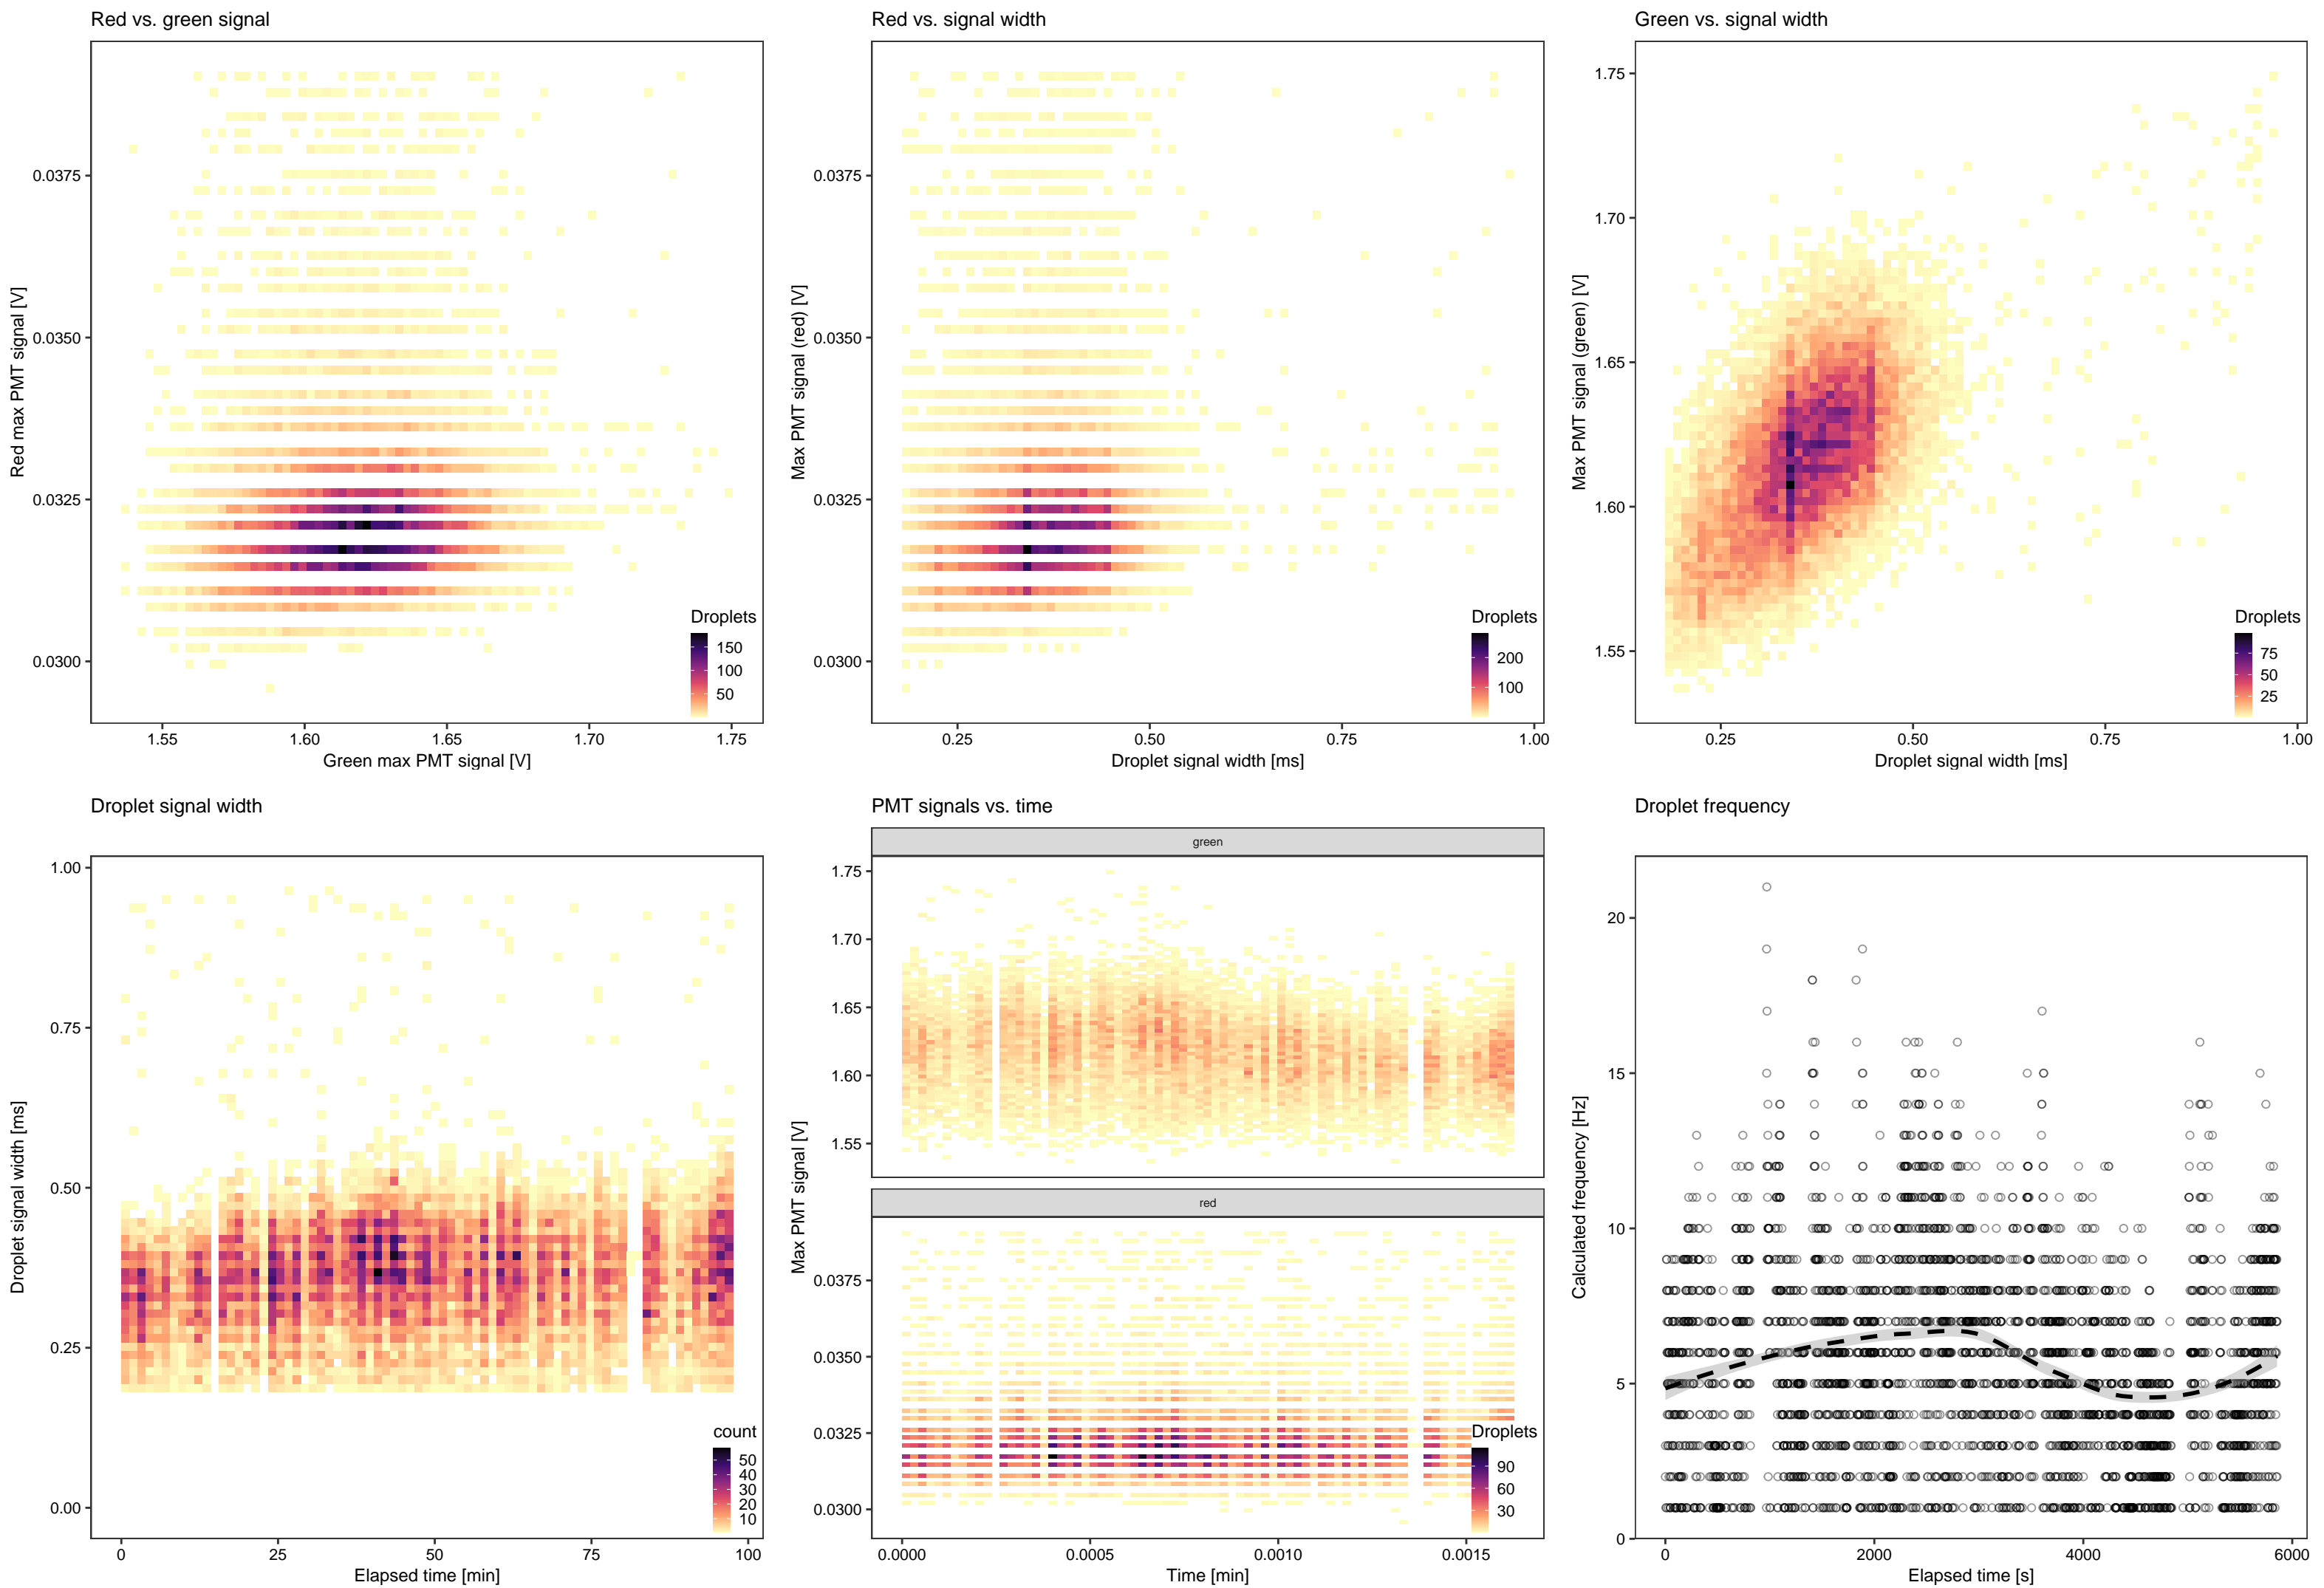 Red vs. green signal
Red max PMT signal [V]
0.0375
0.0350
0.0325
0.0300
Droplets
150
100
50
1.55 1.60 1.65 1.70 1.75
Green max PMT signal [V]
Red vs. signal width
Max PMT signal (red) [V]
0.0375
0.0350
0.0325
0.0300
Droplets
200
100
0.25 0.50 0.75 1.00
Droplet signal width [ms]
Green vs. signal width
Max PMT signal (green) [V]
1.75
1.70
1.65
1.60
1.55
Droplets
75
50
25
0.25 0.50 0.75 1.00
Droplet signal width [ms]
Droplet signal width
Droplet signal width [ms]
1.00
0.75
0.50
0.25
0.00
count
50
40
30
20
10
0 25 50 75 100
Elapsed time [min]
PMT signals vs. time
Max PMT signal [V]
green
1.75
1.70
1.65
1.60
1.55
red
0.0375
0.0350
0.0325
0.0300
Droplets
90
60
30
0.0000 0.0005 0.0010 0.0015
Time [min]
Droplet frequency
Calculated frequency [Hz]
20
15
10
5
0
0 2000 4000 6000
Elapsed time [s]